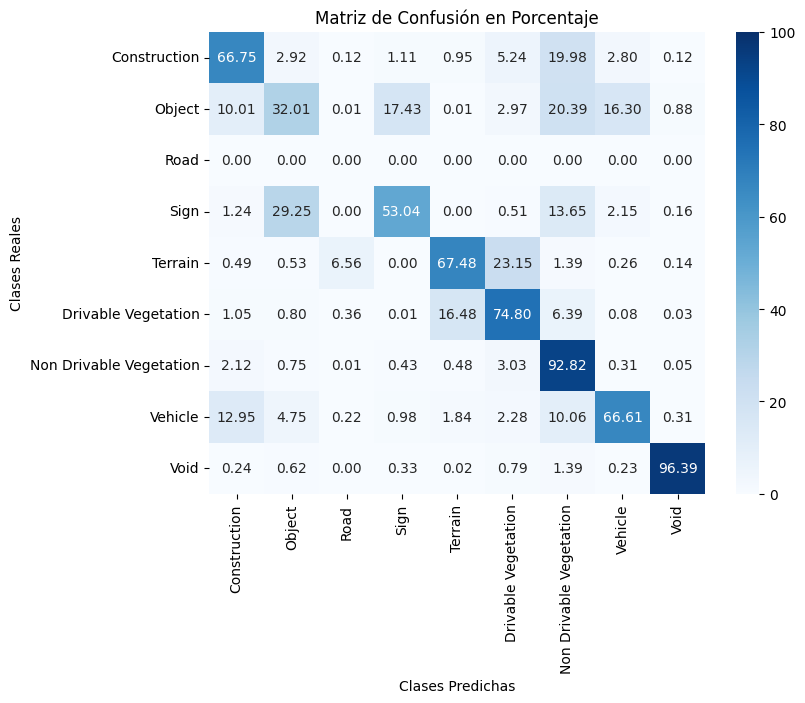 Matriz de Confusión en Porcentaje
Clases Reales
Construction 66.75 2.92 0.12 1.11 0.95 5.24 19.98 2.80 0.12
Object 10.01 32.01 0.01 17.43 0.01 2.97 20.39 16.30 0.88
Road 0.00 0.00 0.00 0.00 0.00 0.00 0.00 0.00 0.00
Sign 1.24 29.25 0.00 53.04 0.00 0.51 13.65 2.15 0.16
Terrain 0.49 0.53 6.56 0.00 67.48 23.15 1.39 0.26 0.14
Drivable Vegetation 1.05 0.80 0.36 0.01 16.48 74.80 6.39 0.08 0.03
Non Drivable Vegetation 2.12 0.75 0.01 0.43 0.48 3.03 92.82 0.31 0.05
Vehicle 12.95 4.75 0.22 0.98 1.84 2.28 10.06 66.61 0.31
Void 0.24 0.62 0.00 0.33 0.02 0.79 1.39 0.23 96.39
Construction
Object
Road
Sign
Terrain
Drivable Vegetation
Non Drivable Vegetation
Vehicle
Void
Clases Predichas
100
80
60
40
20
0